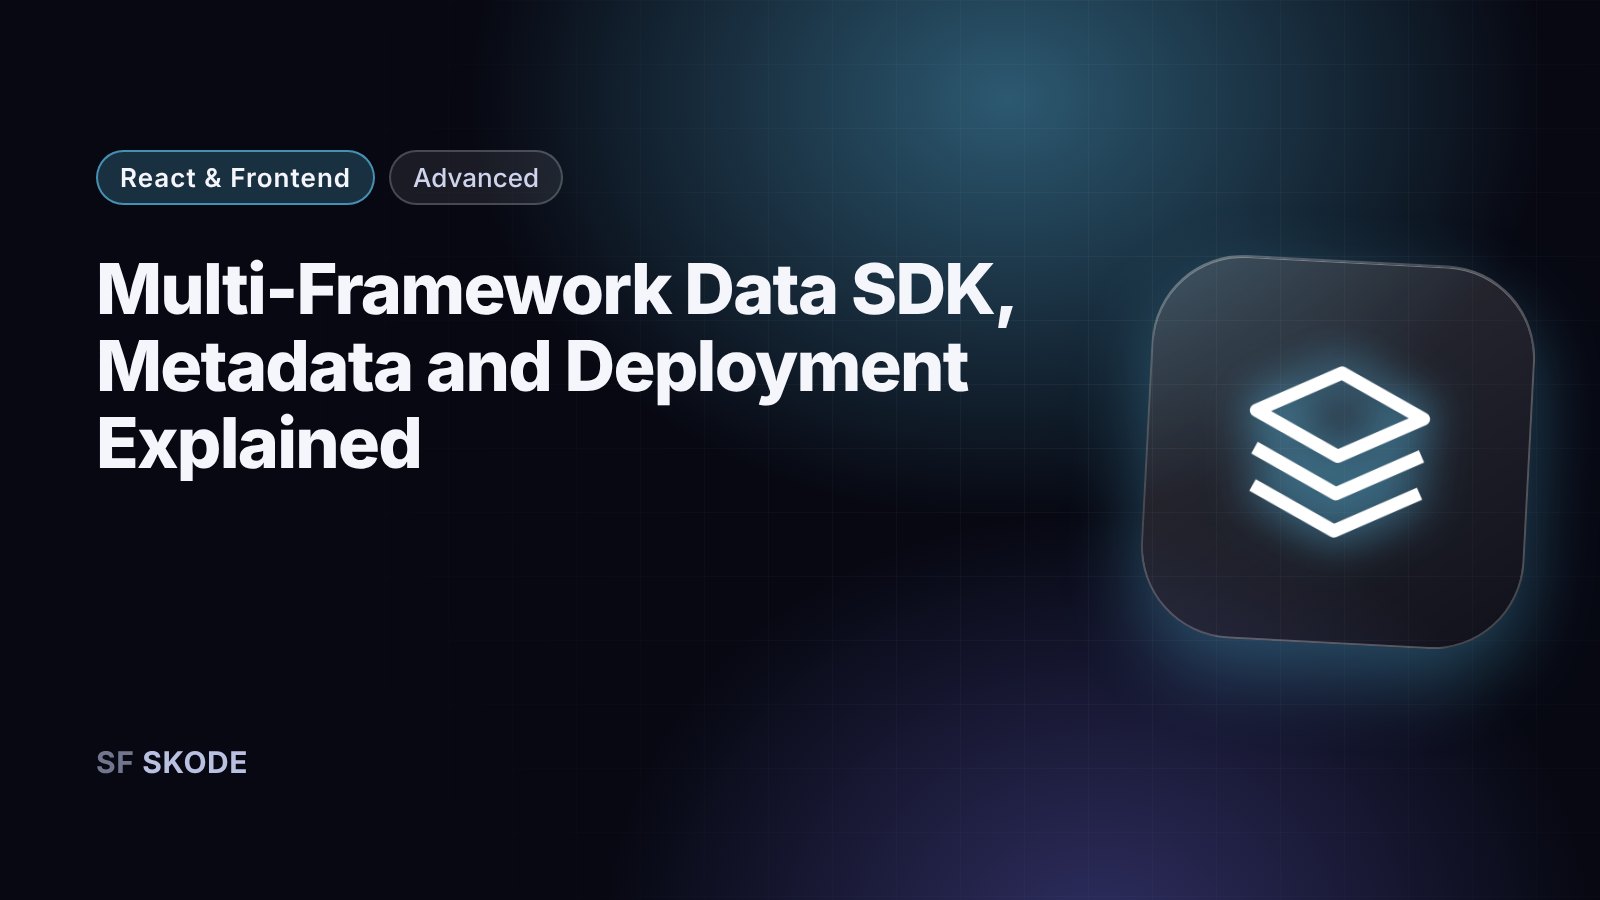 React & Frontend
Advanced
Multi-Framework Data SDK,
Metadata and Deployment
Explained
SF SKODE